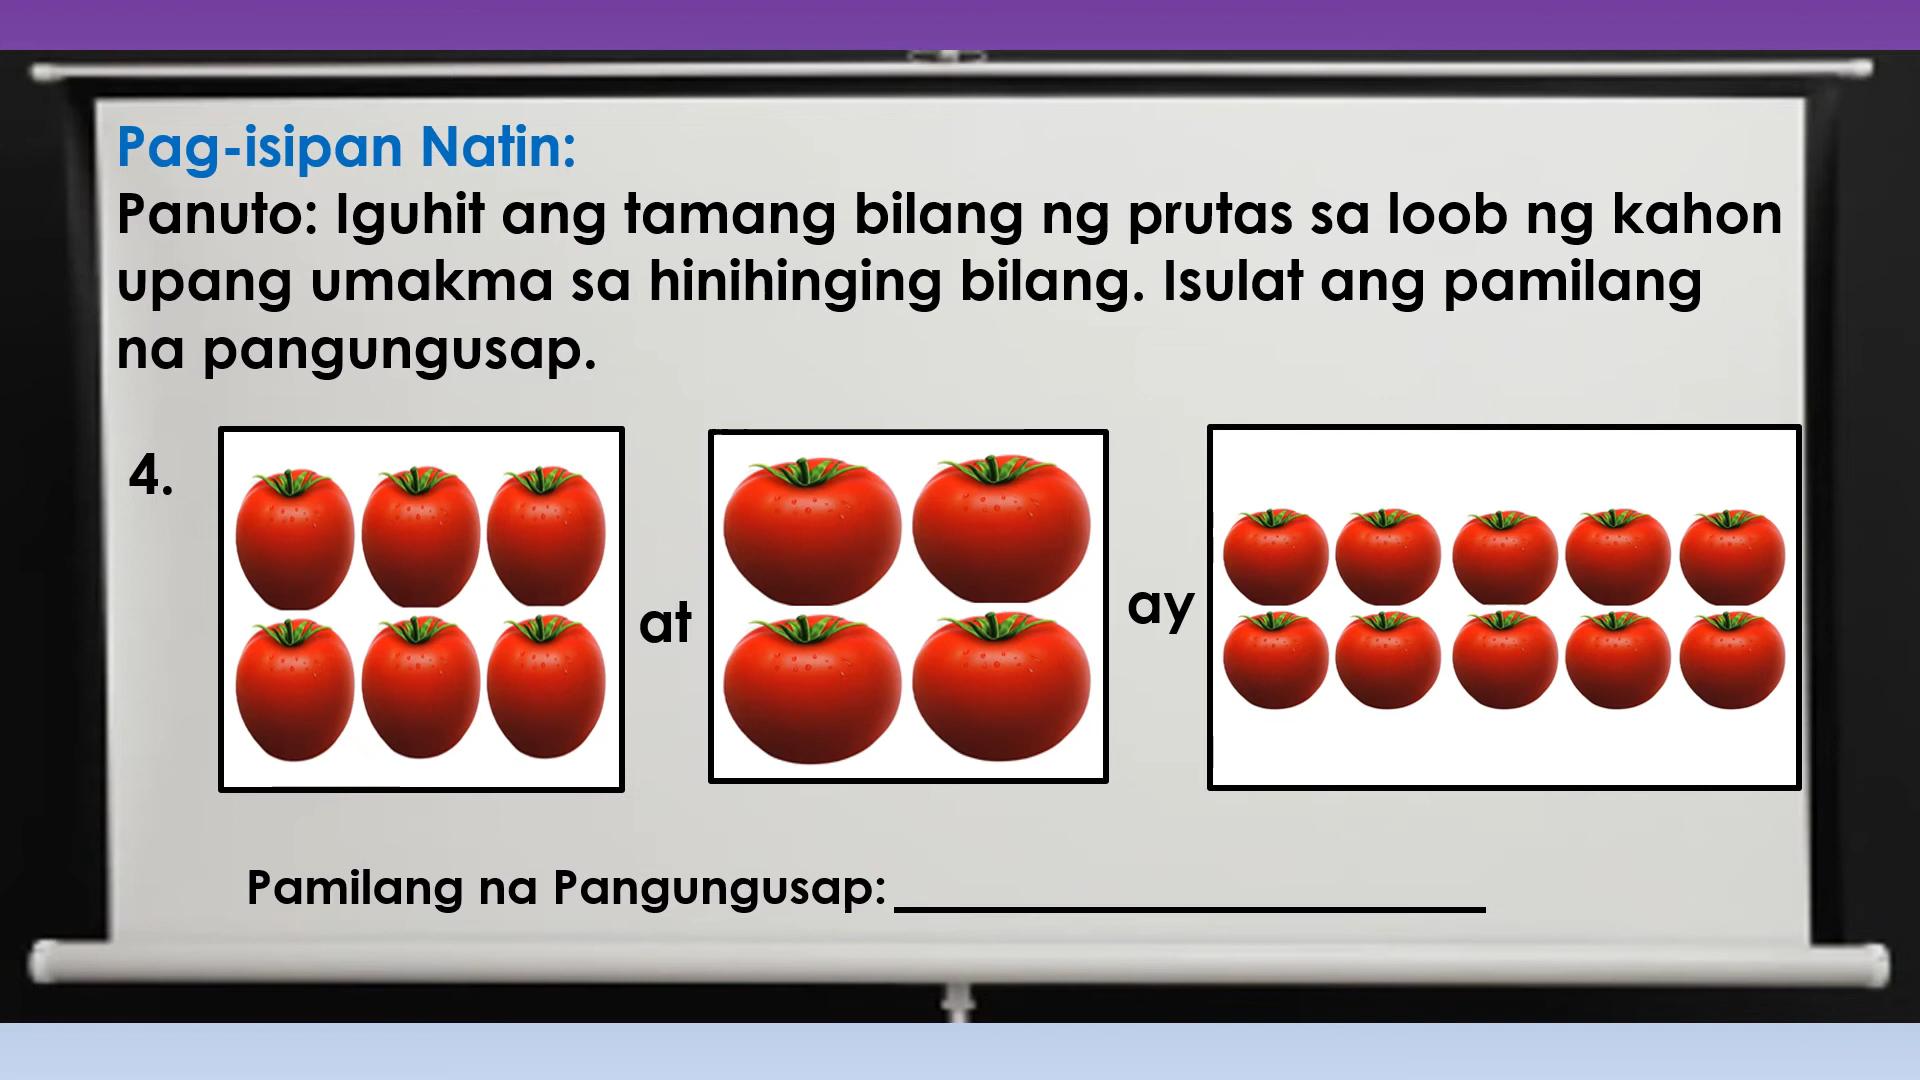 Pag-isipan Natin:
Panuto: Iguhit ang tamang bilang ng prutas sa loob ng kahon
upang umakma sa hinihinging bilang. Isulat ang pamilang
na pangungusap.
4.
at
ay
Pamilang na Pangungusap: